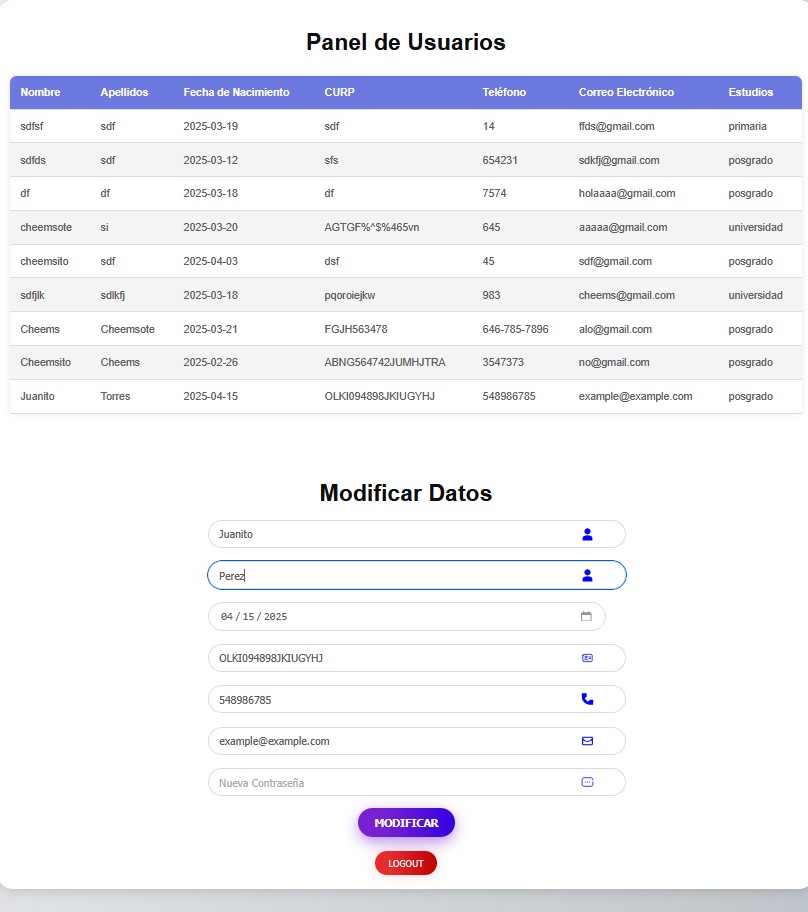 Panel de Usuarios
Nombre Apellidos Fecha de Nacimiento CURP Teléfono Correo Electrónico Estudios
sdfsf sdf 2025-03-19 sdf 14 ffds@gmail.com primaria
sdfds sdf 2025-03-12 sfs 654231 sdkfj@gmail.com posgrado
df df 2025-03-18 df 7574 holaaaa@gmail.com posgrado
cheemsote si 2025-03-20 AGTGF%^$%465vn 645 aaaaa@gmail.com universidad
cheemsito sdf 2025-04-03 dsf 45 sdf@gmail.com posgrado
sdfjlk sdlkfj 2025-03-18 pqoroiejkw 983 cheems@gmail.com universidad
Cheems Cheemsote 2025-03-21 FGJH563478 646-785-7896 alo@gmail.com posgrado
Cheemsito Cheems 2025-02-26 ABNG564742JUMHJTRA 3547373 no@gmail.com posgrado
Juanito Torres 2025-04-15 OLKI094898JKIUGYHJ 548986785 example@example.com posgrado
Modificar Datos
Juanito
Perez
04 / 15 / 2025
OLKI094898JKIUGYHJ
548986785
example@example.com
Nueva Contraseña
MODIFICAR
LOGOUT